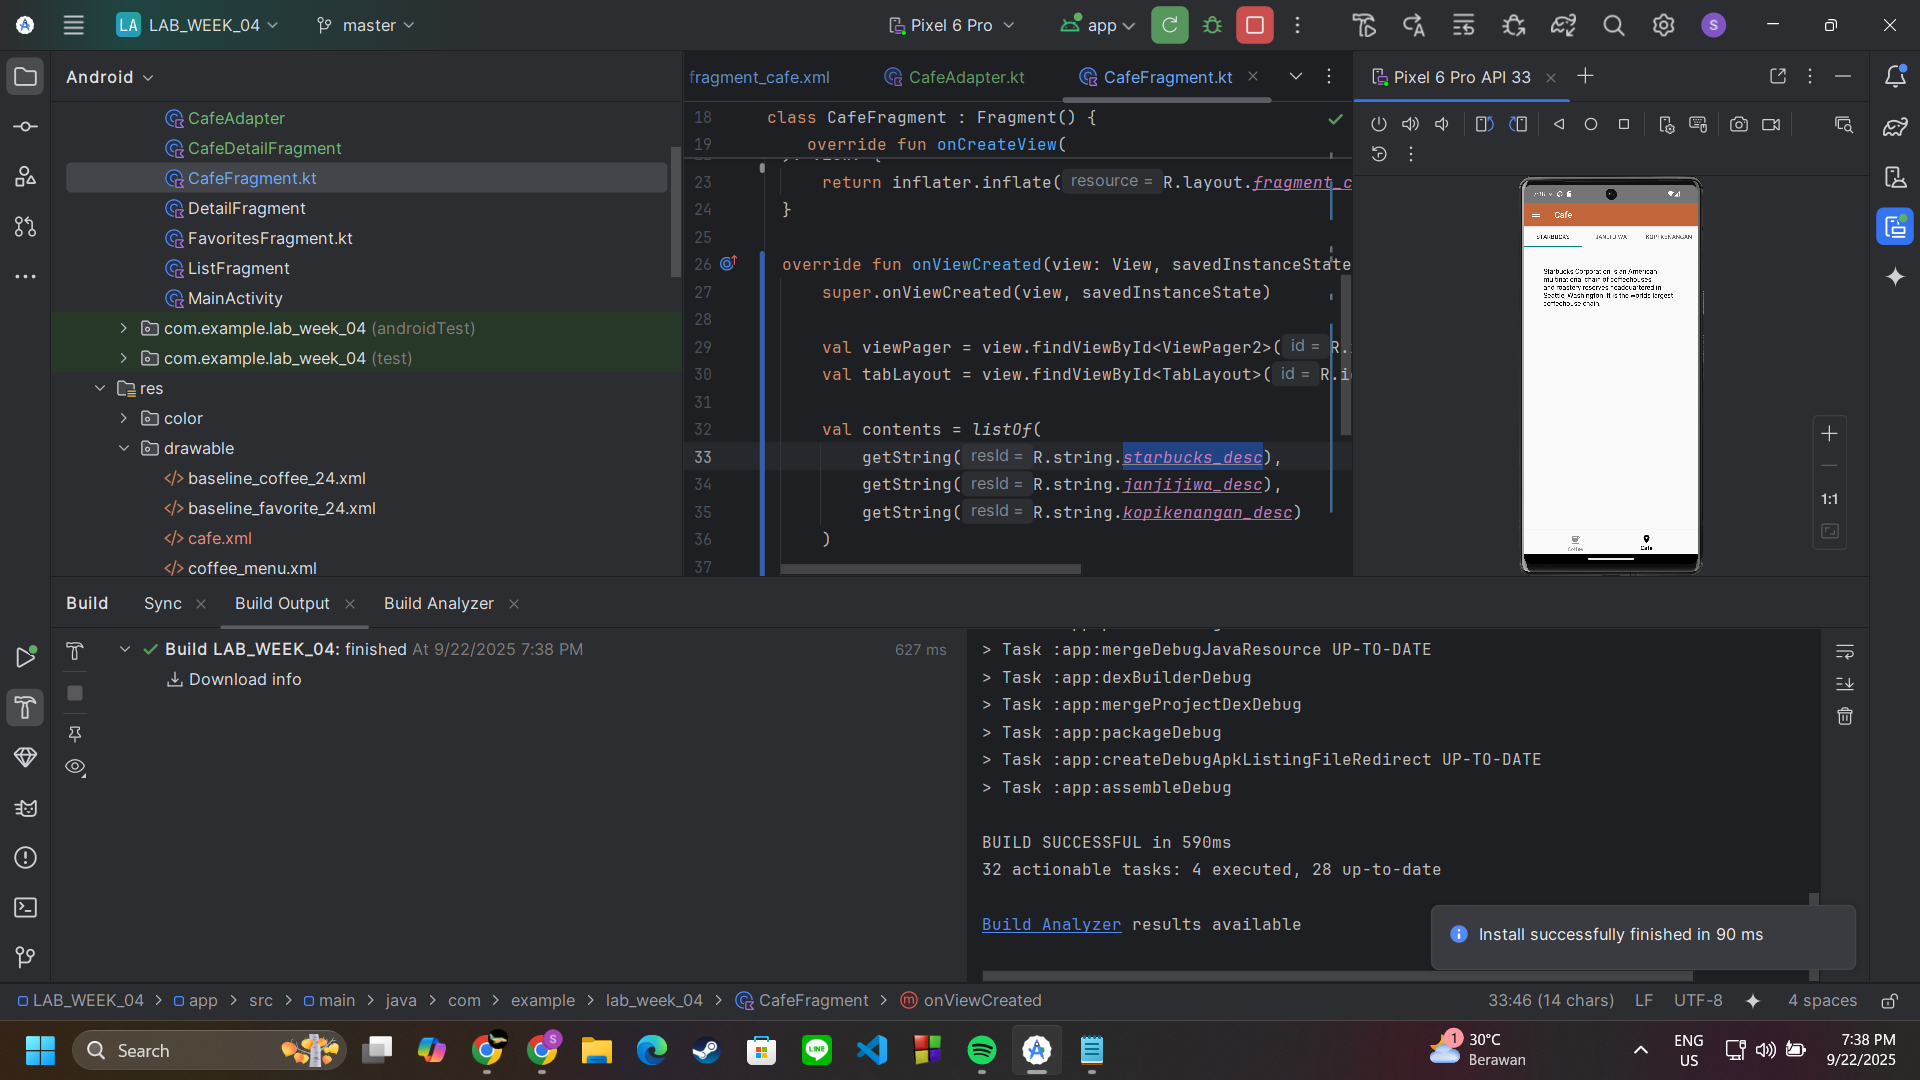 LA LAB_WEEK_04 master Pixel 6 Pro app S
Android
CafeAdapter
CafeDetailFragment
CafeFragment.kt
DetailFragment
FavoritesFragment.kt
ListFragment
MainActivity
com.example.lab_week_04 (androidTest)
com.example.lab_week_04 (test)
res
color
drawable
baseline_coffee_24.xml
baseline_favorite_24.xml
cafe.xml
coffee_menu.xml
fragment_cafe.xml CafeAdapter.kt CafeFragment.kt
18 class CafeFragment : Fragment() {
19 override fun onCreateView(
23 return inflater.inflate( resource = R.layout.fragment_c
24 }
25
26 override fun onViewCreated(view: View, savedInstanceState
27 super.onViewCreated(view, savedInstanceState)
28
29 val viewPager = view.findViewById<ViewPager2>( id = R.
30 val tabLayout = view.findViewById<TabLayout>( id = R.i
31
32 val contents = listOf(
33 getString( resId = R.string.starbucks_desc),
34 getString( resId = R.string.janjijiwa_desc),
35 getString( resId = R.string.kopikenangan_desc)
36 )
37
Pixel 6 Pro API 33
Cafe
STARBUCKS JANJI JIWA KOPI KENANGAN
Starbucks Corporation is an American
multinational chain of coffeehouses
and roastery reserves headquartered in
Seattle, Washington. It is the worlds largest
coffeehouse chain.
Coffee Cafe
1:1
Build Sync Build Output Build Analyzer
Build LAB_WEEK_04: finished At 9/22/2025 7:38 PM 627 ms
Download info
> Task :app:mergeDebugJavaResource UP-TO-DATE
> Task :app:dexBuilderDebug
> Task :app:mergeProjectDexDebug
> Task :app:packageDebug
> Task :app:createDebugApkListingFileRedirect UP-TO-DATE
> Task :app:assembleDebug
BUILD SUCCESSFUL in 590ms
32 actionable tasks: 4 executed, 28 up-to-date
Build Analyzer results available
Install successfully finished in 90 ms
LAB_WEEK_04 > app > src > main > java > com > example > lab_week_04 > CafeFragment > onViewCreated 33:46 (14 chars) LF UTF-8 4 spaces
Search
S
LINE
1
30°C
Berawan
ENG
US
7:38 PM
9/22/2025